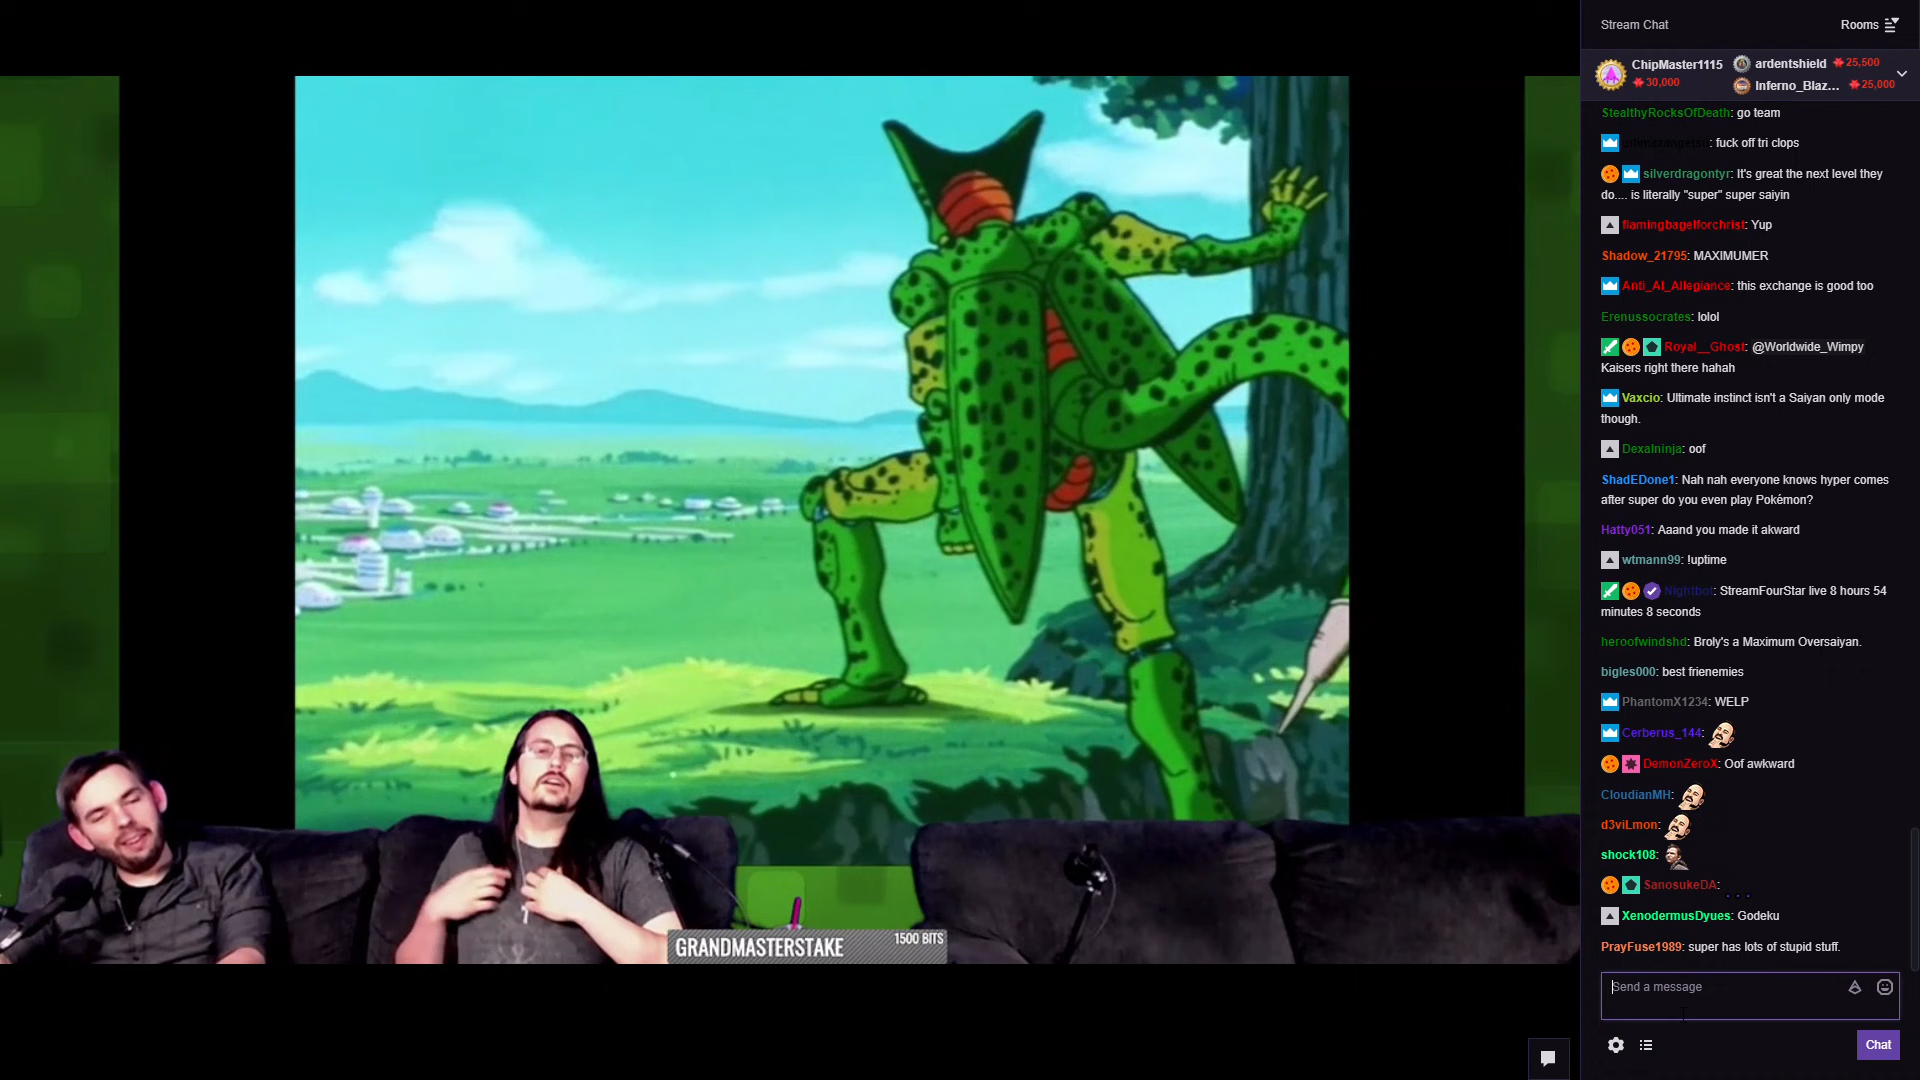 Stream Chat
Rooms
ChipMaster1115
30,000
ardentshield 25,500
Inferno_Blaz... 25,000
StealthyRocksOfDeath: go team
: fuck off tri clops
silverdragontyr: It's great the next level they
do.... is literally "super" super saiyin
flamingbagelforchrist: Yup
Shadow_21795: MAXIMUMER
Anti_AI_Allegiance: this exchange is good too
Erenussocrates: lolol
Royal__Ghost: @Worldwide_Wimpy
Kaisers right there hahah
Vaxcio: Ultimate instinct isn't a Saiyan only mode
though.
Dexalninja: oof
ShadEDone1: Nah nah everyone knows hyper comes
after super do you even play Pokémon?
Hatty051: Aaand you made it akward
wtmann99: !uptime
Nightbot: StreamFourStar live 8 hours 54
minutes 8 seconds
heroofwindshd: Broly's a Maximum Oversaiyan.
bigles000: best frienemies
PhantomX1234: WELP
Cerberus_144:
DemonZeroX: Oof awkward
CloudianMH:
d3viLmon:
shock108:
SanosukeDA:
XenodermusDyues: Godeku
PrayFuse1989: super has lots of stupid stuff.
Send a message
Chat
GRANDMASTERSTAKE
1500 BITS